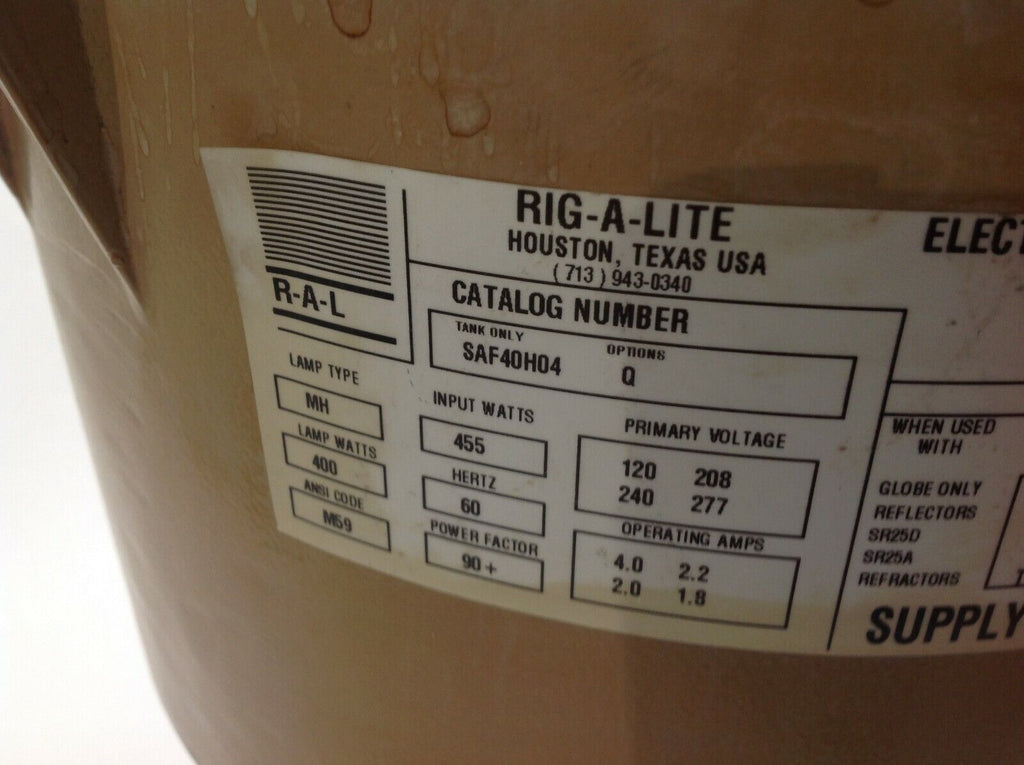 RIG-A-LITE
HOUSTON, TEXAS USA
( 713 ) 943-0340
R-A-L
CATALOG NUMBER
TANK ONLY OPTIONS
SAF40H04 Q
LAMP TYPE
MH
LAMP WATTS
400
ANSI CODE
M59
INPUT WATTS
455
HERTZ
60
POWER FACTOR
90 +
PRIMARY VOLTAGE
120 208
240 277
OPERATING AMPS
4.0 2.2
2.0 1.8
ELECT
WHEN USED
WITH
GLOBE ONLY
REFLECTORS
SR25D
SR25A
REFRACTORS
T
SUPPLY